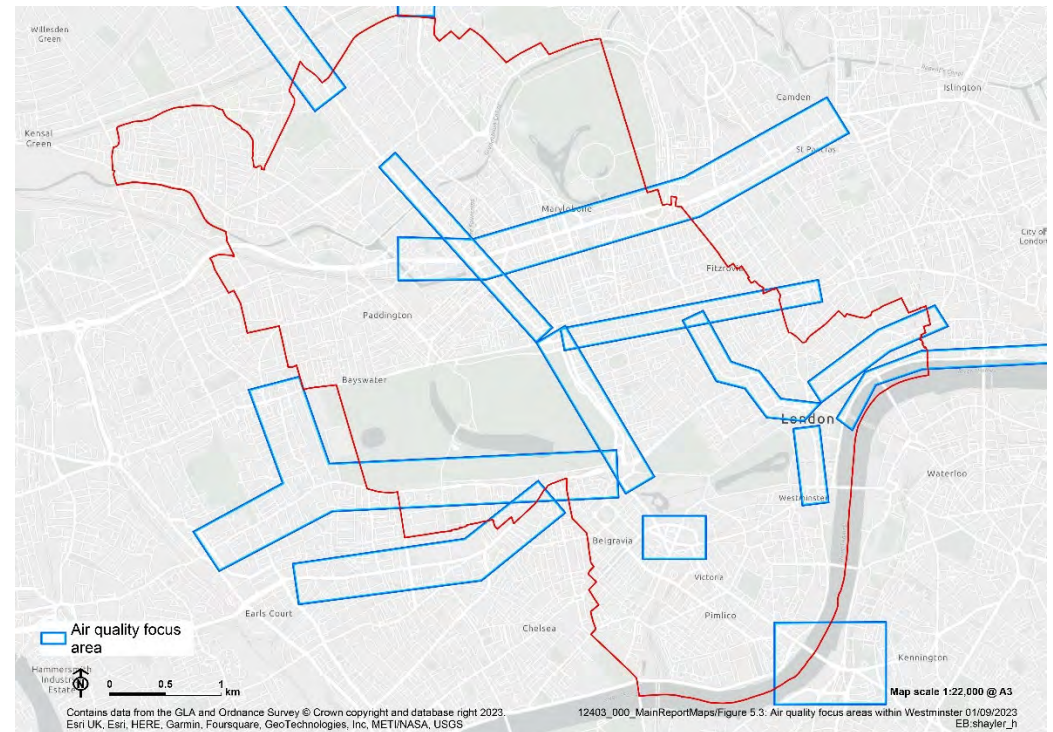 Willesden
Green
Camden
Islington
Kensal
Green
St Pancras
Marylebone
City of
London
Fitzrovia
Paddington
Bayswater
London
Waterloo
Westminster
Belgravia
Victoria
Pimlico
Earls Court
Chelsea
Kennington
Air quality focus
area
Hammersmith
Industrial
Estate
N
0 0.5 1
km
Map scale 1:22,000 @ A3
Contains data from the GLA and Ordnance Survey © Crown copyright and database right 2023.
Esri UK, Esri, HERE, Garmin, Foursquare, GeoTechnologies, Inc, METI/NASA, USGS
12403_000_MainReportMaps/Figure 5.3: Air quality focus areas within Westminster 01/09/2023
EB:shayler_h